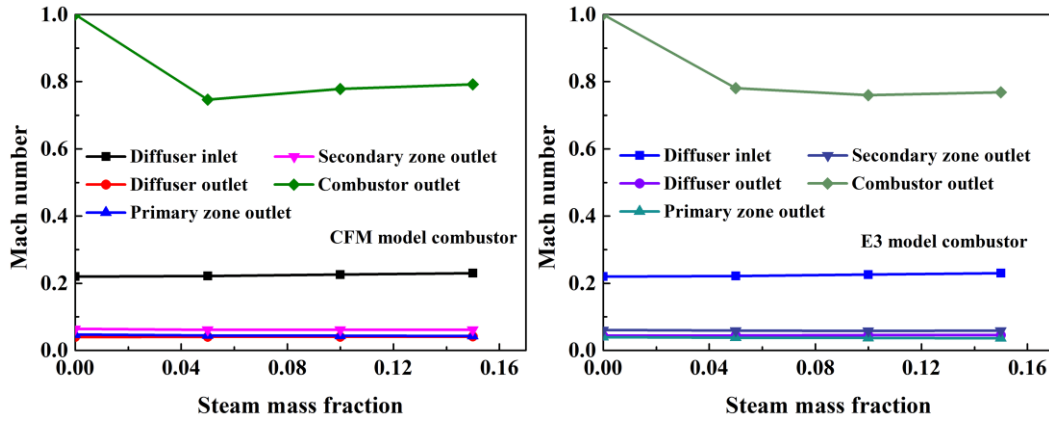 1.0
0.8
0.6
0.4
0.2
0.0
Mach number
Diffuser inlet
Diffuser outlet
Primary zone outlet
Secondary zone outlet
Combustor outlet
CFM model combustor
0.00 0.04 0.08 0.12 0.16
Steam mass fraction
1.0
0.8
0.6
0.4
0.2
0.0
Mach number
Diffuser inlet
Diffuser outlet
Primary zone outlet
Secondary zone outlet
Combustor outlet
E3 model combustor
0.00 0.04 0.08 0.12 0.16
Steam mass fraction